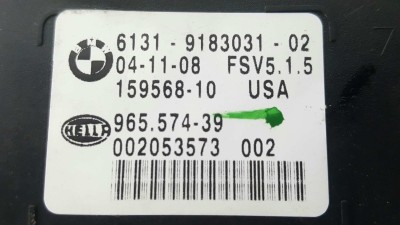 6131 - 9183031 - 02
04-11-08 FSV5.1.5
159568-10 USA
HELLA 965.574-39
002053573 002